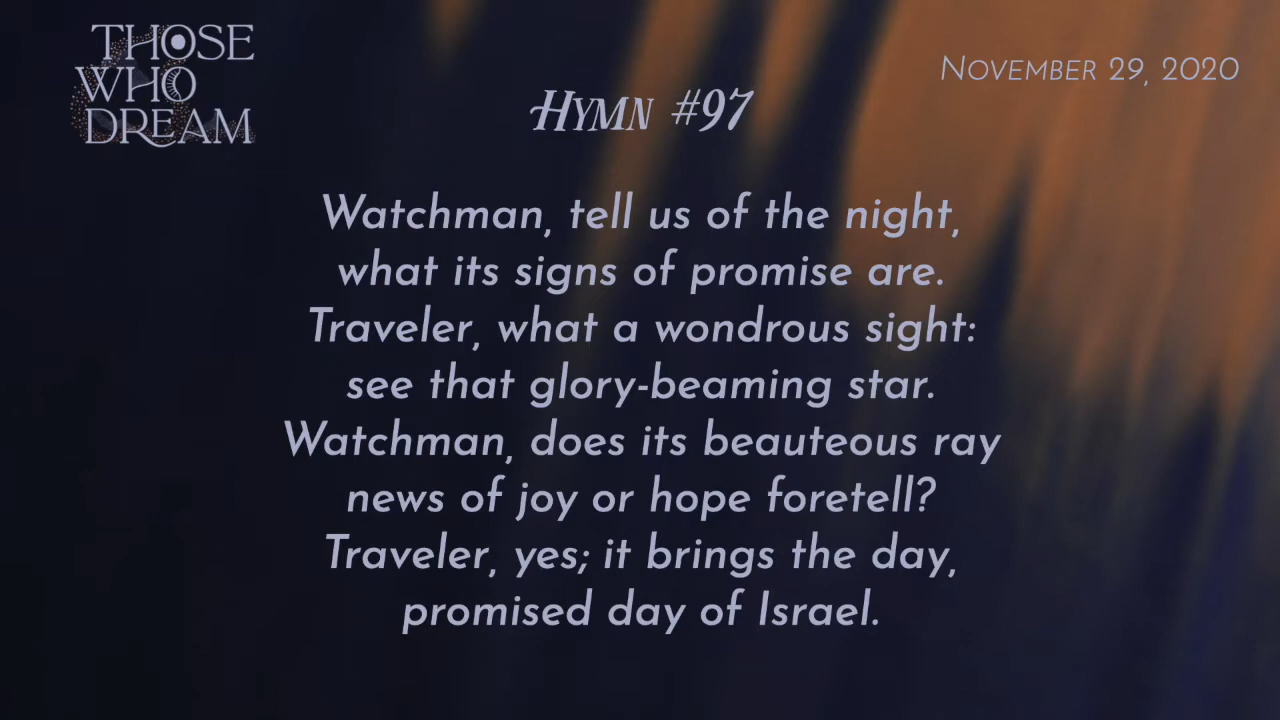 THOSE
WHO
DREAM
NOVEMBER 29, 2020
HYMN #97
Watchman, tell us of the night,
what its signs of promise are.
Traveler, what a wondrous sight:
see that glory-beaming star.
Watchman, does its beauteous ray
news of joy or hope foretell?
Traveler, yes; it brings the day,
promised day of Israel.